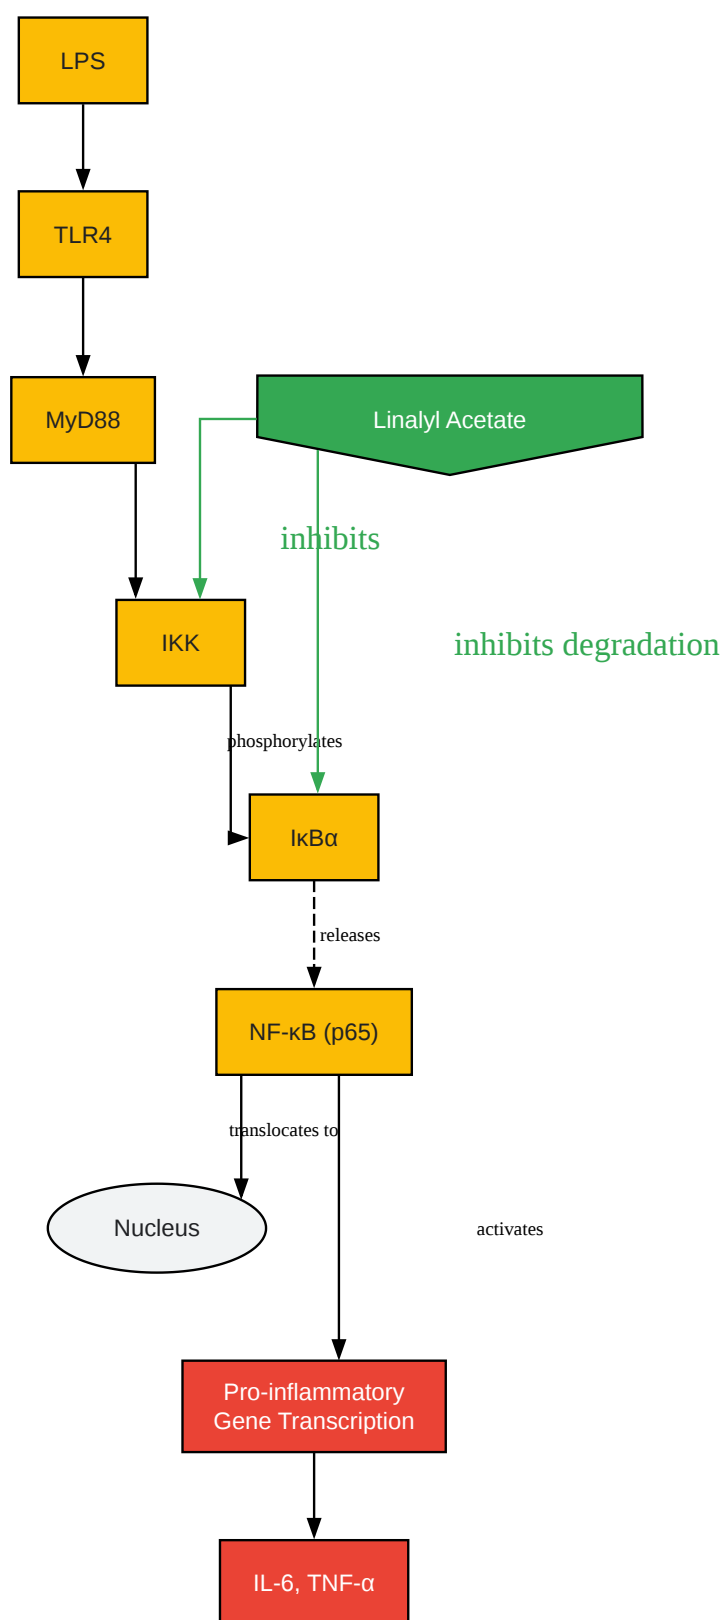 LPS
TLR4
MyD88
Linalyl Acetate
inhibits
IKK
inhibits degradation
phosphorylates
IκBα
releases
NF-κB (p65)
translocates to
Nucleus
activates
Pro-inflammatory
Gene Transcription
IL-6, TNF-α